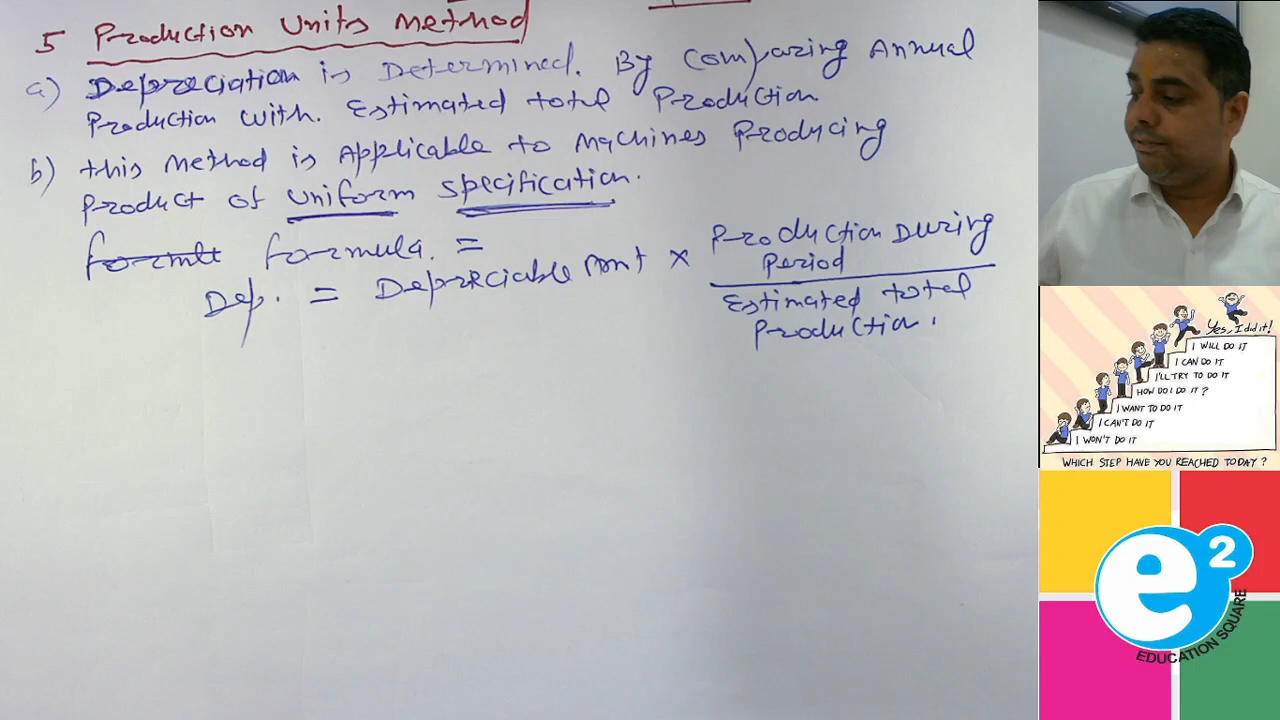 5 Production Units Method
a) Depreciation is Determined. By Comparing Annual
Production with. Estimated total Production
b) this Method is Applicable to Machines Producing
Product of uniform specification.
formula. =
Dep. = Depreciable Amt × Production During Period
Estimated total Production.
Yes, I did it!
I WILL DO IT
I CAN DO IT
I'LL TRY TO DO IT
HOW DO I DO IT?
I WANT TO DO IT
I CAN'T DO IT
I WON'T DO IT
WHICH STEP HAVE YOU REACHED TODAY?
e2
EDUCATION SQUARE